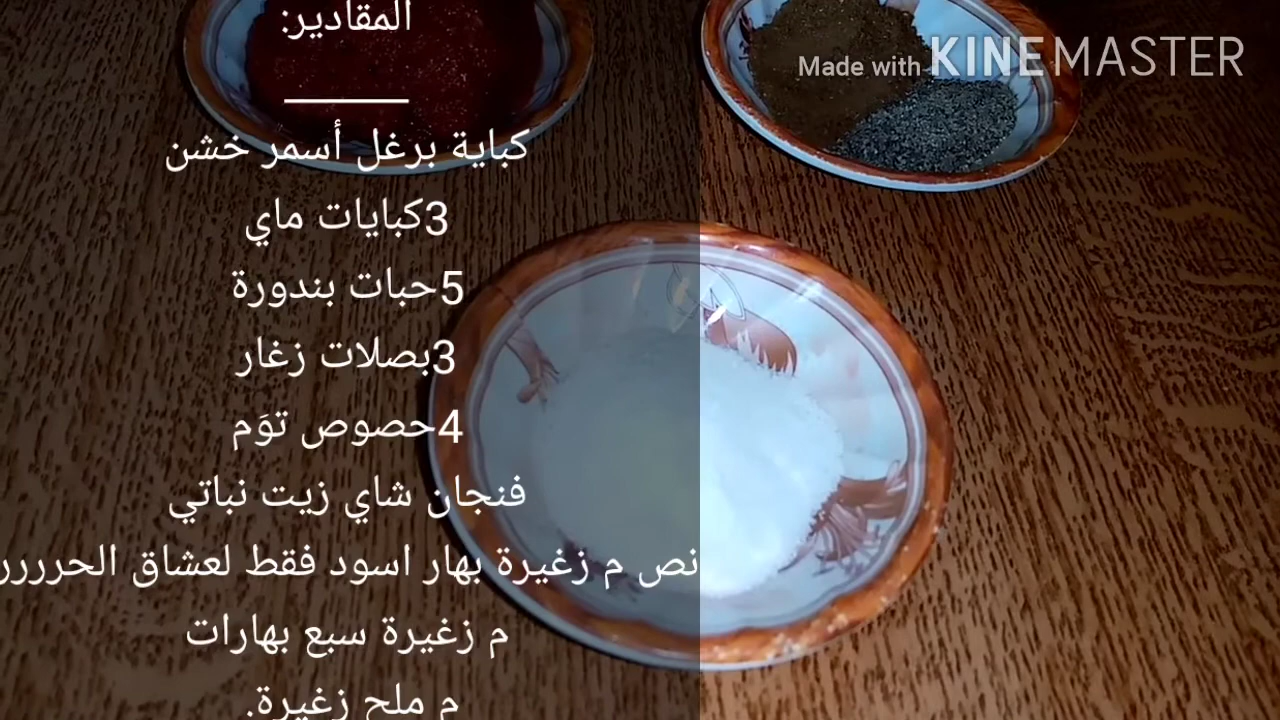 المقادير:
Made with KINEMASTER
كباية برغل أسمر خشن
3كبايات ماي
5حبات بندورة
3بصلات زغار
4حصوص توَم
فنجان شاي زيت نباتي
نص م زغيرة بهار اسود فقط لعشاق الحرررر
م زغيرة سبع بهارات
م ملح زغيرة.